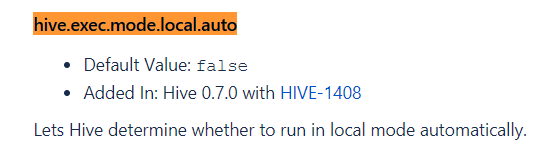 hive.exec.mode.local.auto
• Default Value: false
• Added In: Hive 0.7.0 with HIVE-1408
Lets Hive determine whether to run in local mode automatically.